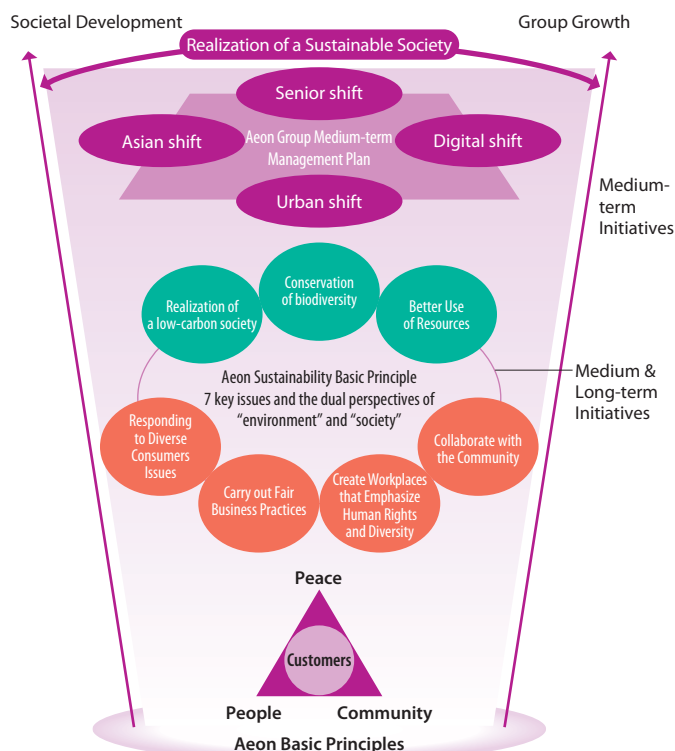 Societal Development
Group Growth
Realization of a Sustainable Society
Senior shift
Asian shift
Aeon Group Medium-term
Management Plan
Digital shift
Urban shift
Medium-
term
Initiatives
Conservation
of biodiversity
Realization of
a low-carbon society
Better Use
of Resources
Aeon Sustainability Basic Principle
7 key issues and the dual perspectives of
“environment” and “society”
Medium &
Long-term
Initiatives
Responding
to Diverse
Consumers
Issues
Collaborate with
the Community
Carry out Fair
Business Practices
Create Workplaces
that Emphasize
Human Rights
and Diversity
Peace
Customers
People
Community
Aeon Basic Principles